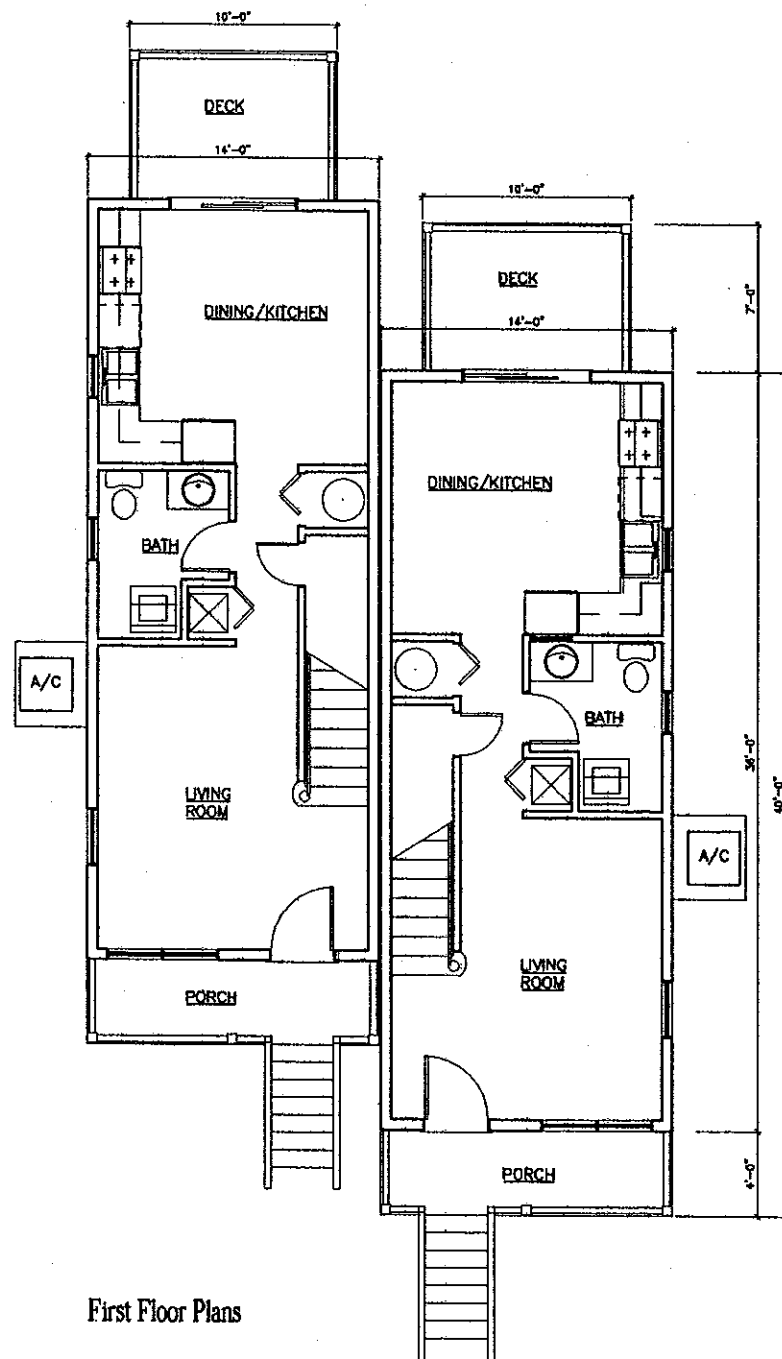 10'-0"
DECK
14'-0"
DINING/KITCHEN
BATH
A/C
LIVING
ROOM
PORCH
10'-0"
DECK
14'-0"
7'-0"
DINING/KITCHEN
BATH
36'-0"
40'-0"
A/C
LIVING
ROOM
PORCH
4'-0"
First Floor Plans